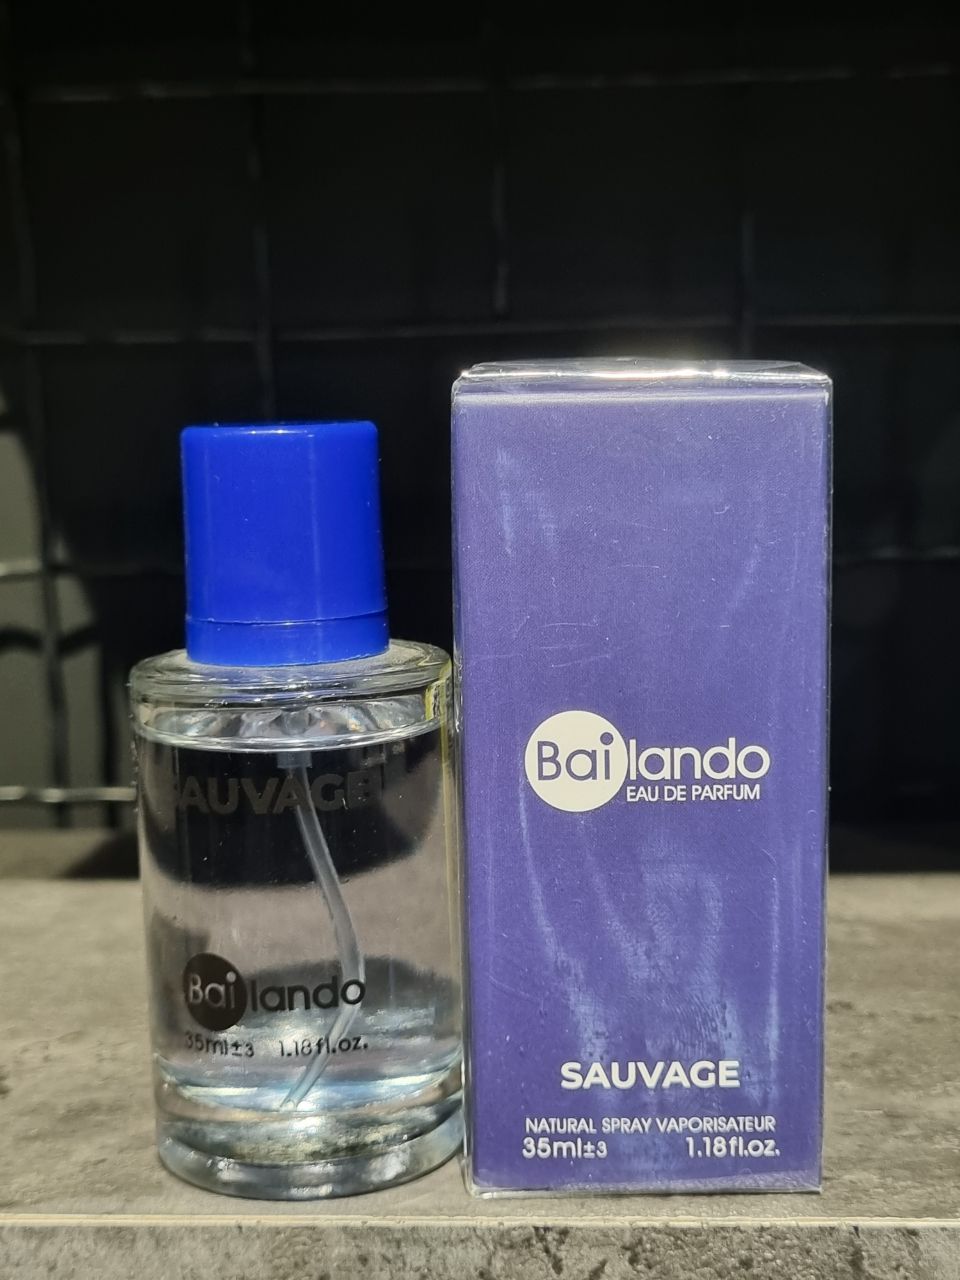 SAUVAGE
Bailando
35ml±3 1.18fl.oz.
Bailando
EAU DE PARFUM
SAUVAGE
NATURAL SPRAY VAPORISATEUR
35ml±3 1.18fl.oz.